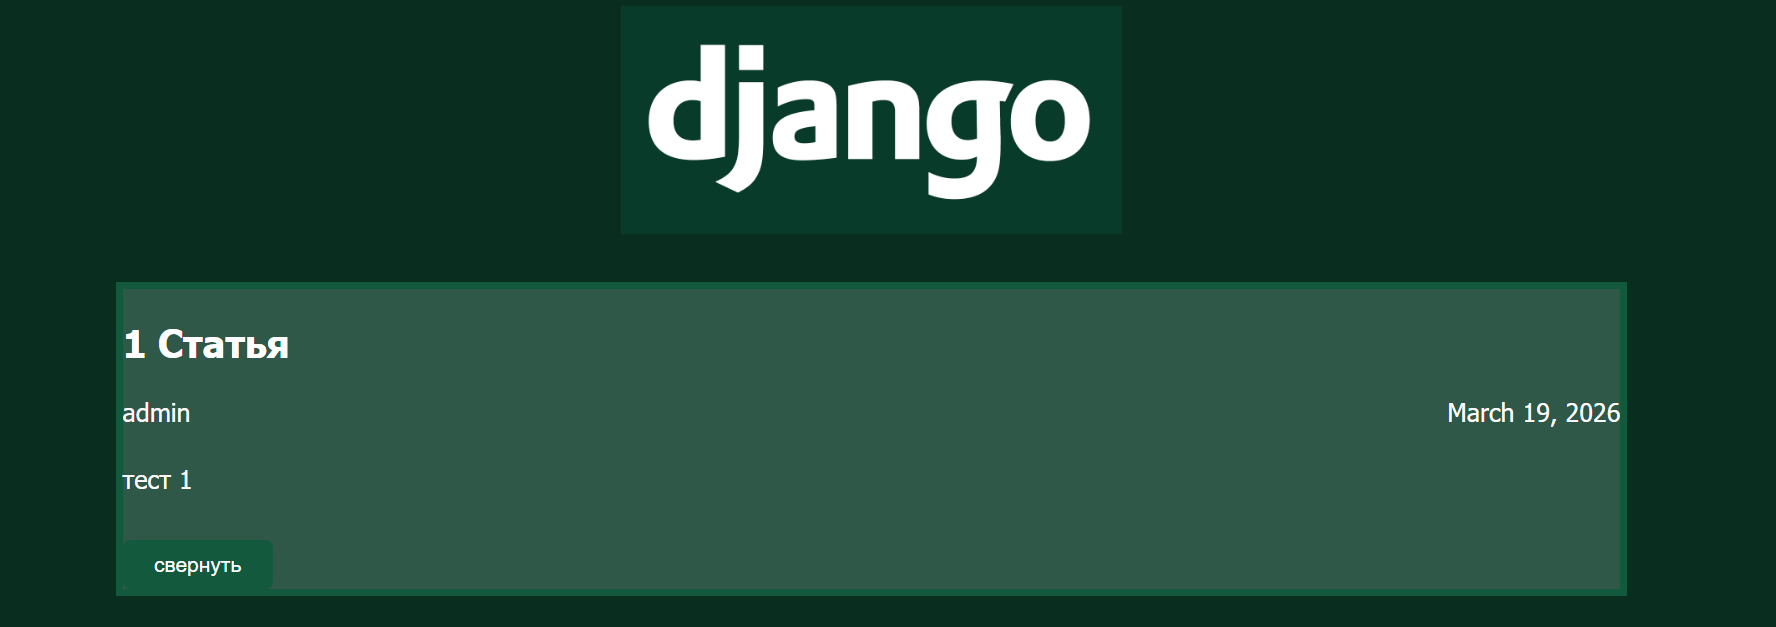 django
1 Статья
admin March 19, 2026
тест 1
свернуть